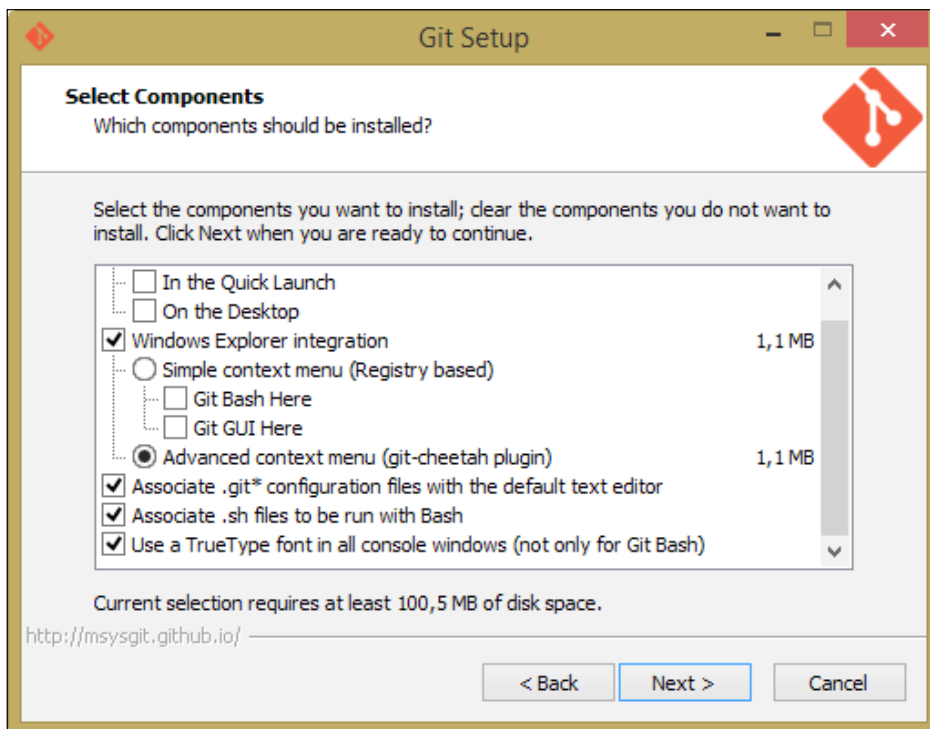 Git Setup
Select Components
Which components should be installed?
Select the components you want to install; clear the components you do not want to
install. Click Next when you are ready to continue.
In the Quick Launch
On the Desktop
Windows Explorer integration 1,1 MB
Simple context menu (Registry based)
Git Bash Here
Git GUI Here
Advanced context menu (git-cheetah plugin) 1,1 MB
Associate .git* configuration files with the default text editor
Associate .sh files to be run with Bash
Use a TrueType font in all console windows (not only for Git Bash)
Current selection requires at least 100,5 MB of disk space.
http://msysgit.github.io/
< Back Next > Cancel